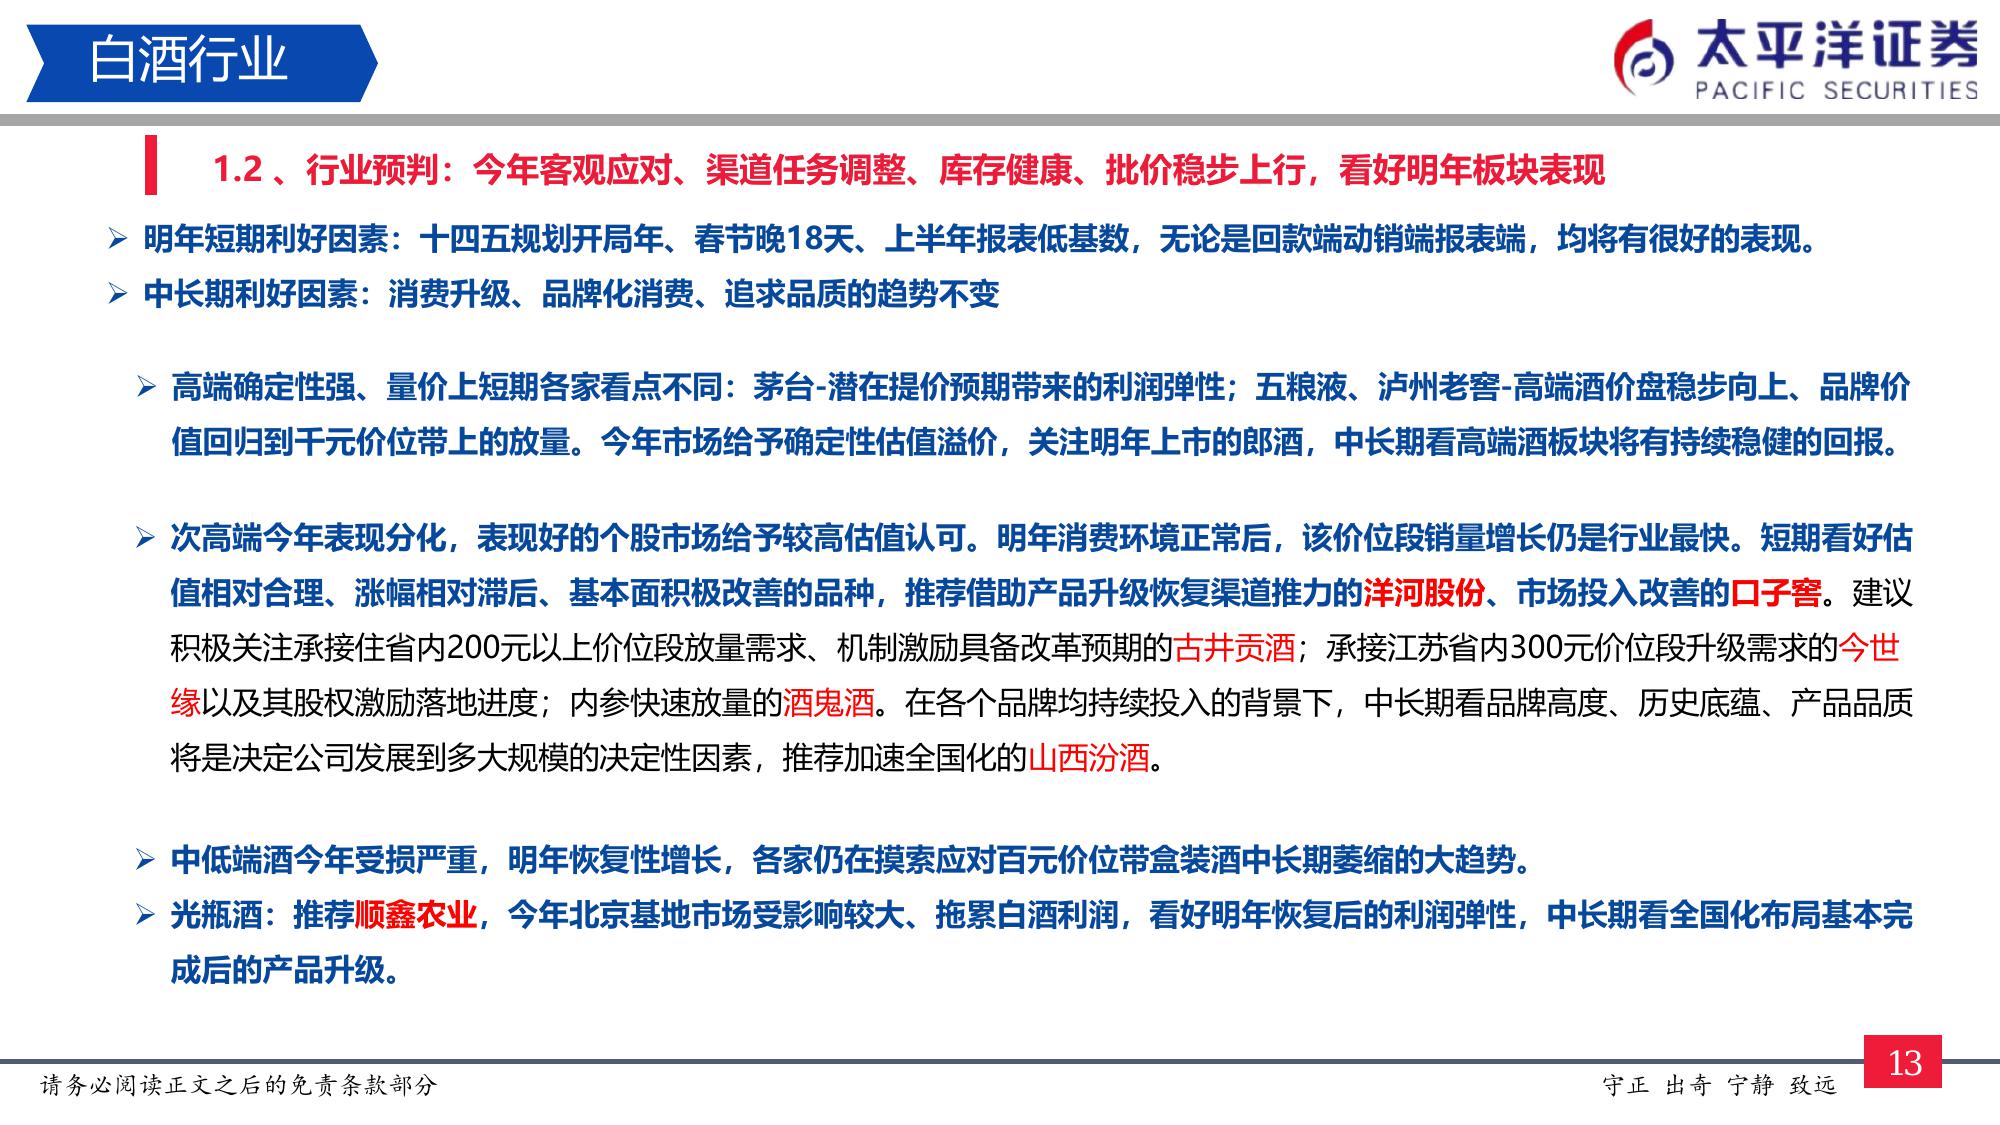 白酒行业
太平洋证券
PACIFIC SECURITIES
1.2 、行业预判：今年客观应对、渠道任务调整、库存健康、批价稳步上行，看好明年板块表现
明年短期利好因素：十四五规划开局年、春节晚18天、上半年报表低基数，无论是回款端动销端报表端，均将有很好的表现。
中长期利好因素：消费升级、品牌化消费、追求品质的趋势不变
高端确定性强、量价上短期各家看点不同：茅台-潜在提价预期带来的利润弹性；五粮液、泸州老窖-高端酒价盘稳步向上、品牌价
值回归到千元价位带上的放量。今年市场给予确定性估值溢价，关注明年上市的郎酒，中长期看高端酒板块将有持续稳健的回报。
次高端今年表现分化，表现好的个股市场给予较高估值认可。明年消费环境正常后，该价位段销量增长仍是行业最快。短期看好估
值相对合理、涨幅相对滞后、基本面积极改善的品种，推荐借助产品升级恢复渠道推力的洋河股份、市场投入改善的口子窖。建议
积极关注承接住省内200元以上价位段放量需求、机制激励具备改革预期的古井贡酒；承接江苏省内300元价位段升级需求的今世
缘以及其股权激励落地进度；内参快速放量的酒鬼酒。在各个品牌均持续投入的背景下，中长期看品牌高度、历史底蕴、产品品质
将是决定公司发展到多大规模的决定性因素，推荐加速全国化的山西汾酒。
中低端酒今年受损严重，明年恢复性增长，各家仍在摸索应对百元价位带盒装酒中长期萎缩的大趋势。
光瓶酒：推荐顺鑫农业，今年北京基地市场受影响较大、拖累白酒利润，看好明年恢复后的利润弹性，中长期看全国化布局基本完
成后的产品升级。
请务必阅读正文之后的免责条款部分
守正 出奇 宁静 致远
13